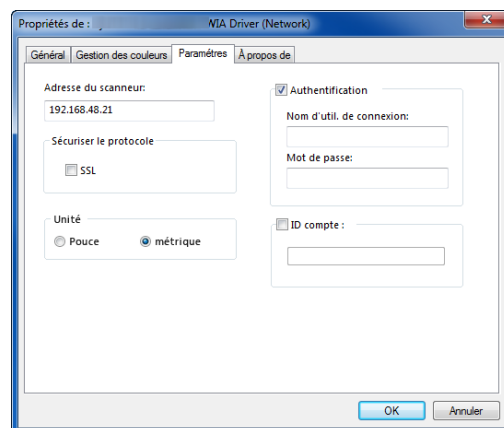 Propriétés de : WIA Driver (Network)
Général Gestion des couleurs Paramètres À propos de
Adresse du scanneur:
192.168.48.21
Sécuriser le protocole
SSL
Unité
Pouce métrique
Authentification
Nom d'util. de connexion:
Mot de passe:
ID compte :
OK Annuler